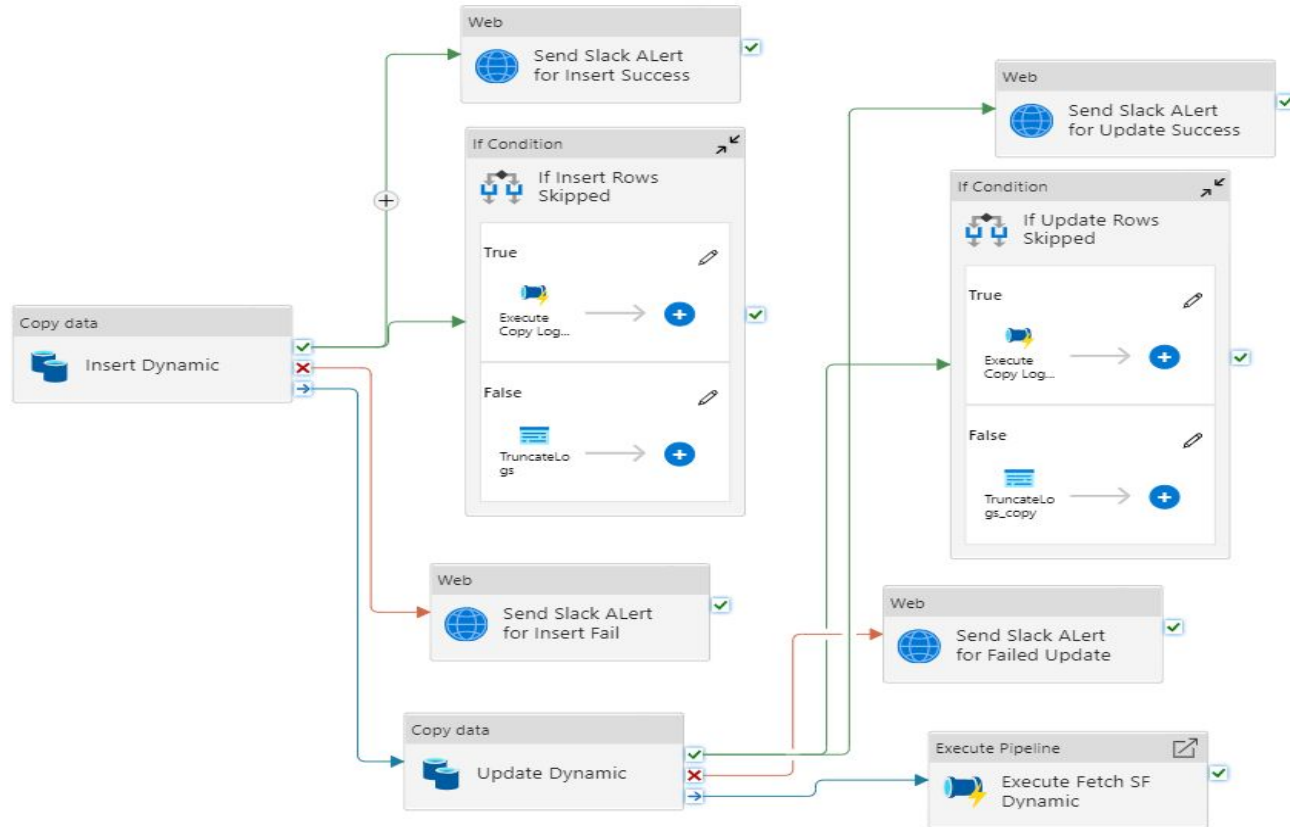 Web
Send Slack ALert
for Insert Success
Web
Send Slack ALert
for Update Success
If Condition
If Insert Rows
Skipped
True
Execute
Copy Log...
False
TruncateLo
gs
If Condition
If Update Rows
Skipped
True
Execute
Copy Log...
False
TruncateLo
gs_copy
Copy data
Insert Dynamic
Web
Send Slack ALert
for Insert Fail
Web
Send Slack ALert
for Failed Update
Copy data
Update Dynamic
Execute Pipeline
Execute Fetch SF
Dynamic